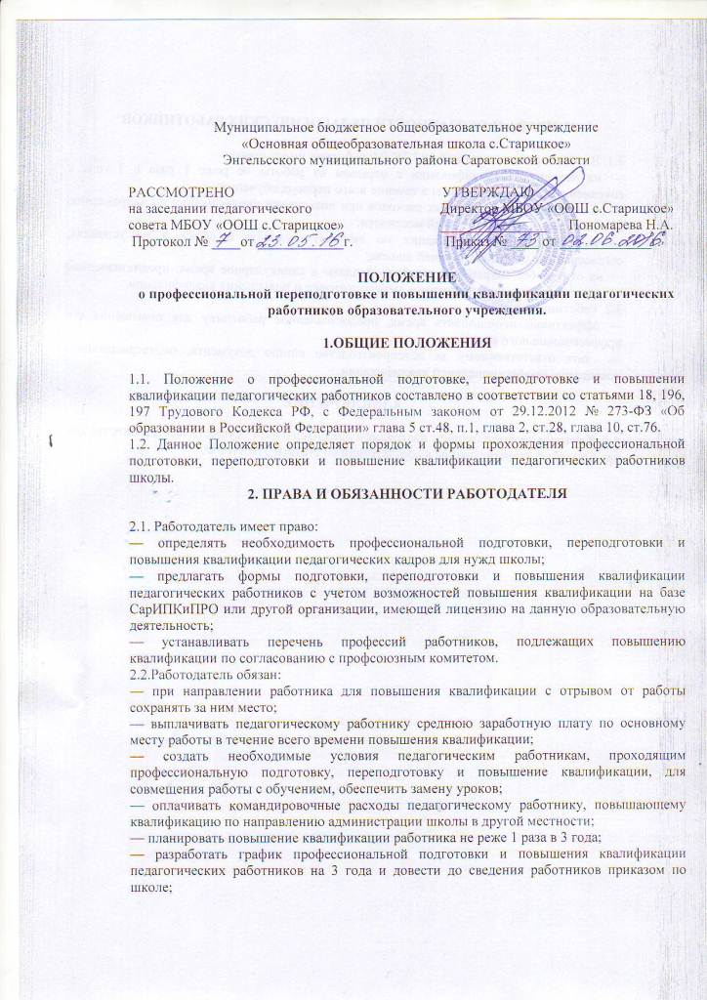 Муниципальное бюджетное общеобразовательное учреждение
«Основная общеобразовательная школа с.Старицкое»
Энгельсского муниципального района Саратовской области
РАССМОТРЕНО
на заседании педагогического
совета МБОУ «ООШ с.Старицкое»
Протокол № 7 от 23.05.16 г.
УТВЕРЖДАЮ
Директор МБОУ «ООШ с.Старицкое»
Пономарева Н.А.
Приказ № 73 от 02.06.2016г.
ПОЛОЖЕНИЕ
о профессиональной переподготовке и повышении квалификации педагогических
работников образовательного учреждения.
1.ОБЩИЕ ПОЛОЖЕНИЯ
1.1. Положение о профессиональной подготовке, переподготовке и повышении
квалификации педагогических работников составлено в соответствии со статьями 18, 196,
197 Трудового Кодекса РФ, с Федеральным законом от 29.12.2012 № 273-ФЗ «Об
образовании в Российской Федерации» глава 5 ст.48, п.1, глава 2, ст.28, глава 10, ст.76.
1.2. Данное Положение определяет порядок и формы прохождения профессиональной
подготовки, переподготовки и повышение квалификации педагогических работников
школы.
2. ПРАВА И ОБЯЗАННОСТИ РАБОТОДАТЕЛЯ
2.1. Работодатель имеет право:
— определять необходимость профессиональной подготовки, переподготовки и
повышения квалификации педагогических кадров для нужд школы;
— предлагать формы подготовки, переподготовки и повышения квалификации
педагогических работников с учетом возможностей повышения квалификации на базе
СарИПКиПРО или другой организации, имеющей лицензию на данную образовательную
деятельность;
— устанавливать перечень профессий работников, подлежащих повышению
квалификации по согласованию с профсоюзным комитетом.
2.2.Работодатель обязан:
— при направлении работника для повышения квалификации с отрывом от работы
сохранять за ним место;
— выплачивать педагогическому работнику среднюю заработную плату по основному
месту работы в течение всего времени повышения квалификации;
— создать необходимые условия педагогическим работникам, проходящим
профессиональную подготовку, переподготовку и повышение квалификации, для
совмещения работы с обучением, обеспечить замену уроков;
— оплачивать командировочные расходы педагогическому работнику, повышающему
квалификацию по направлению администрации школы в другой местности;
— планировать повышение квалификации работника не реже 1 раза в 3 года;
— разработать график профессиональной подготовки и повышения квалификации
педагогических работников на 3 года и довести до сведения работников приказом по
школе;